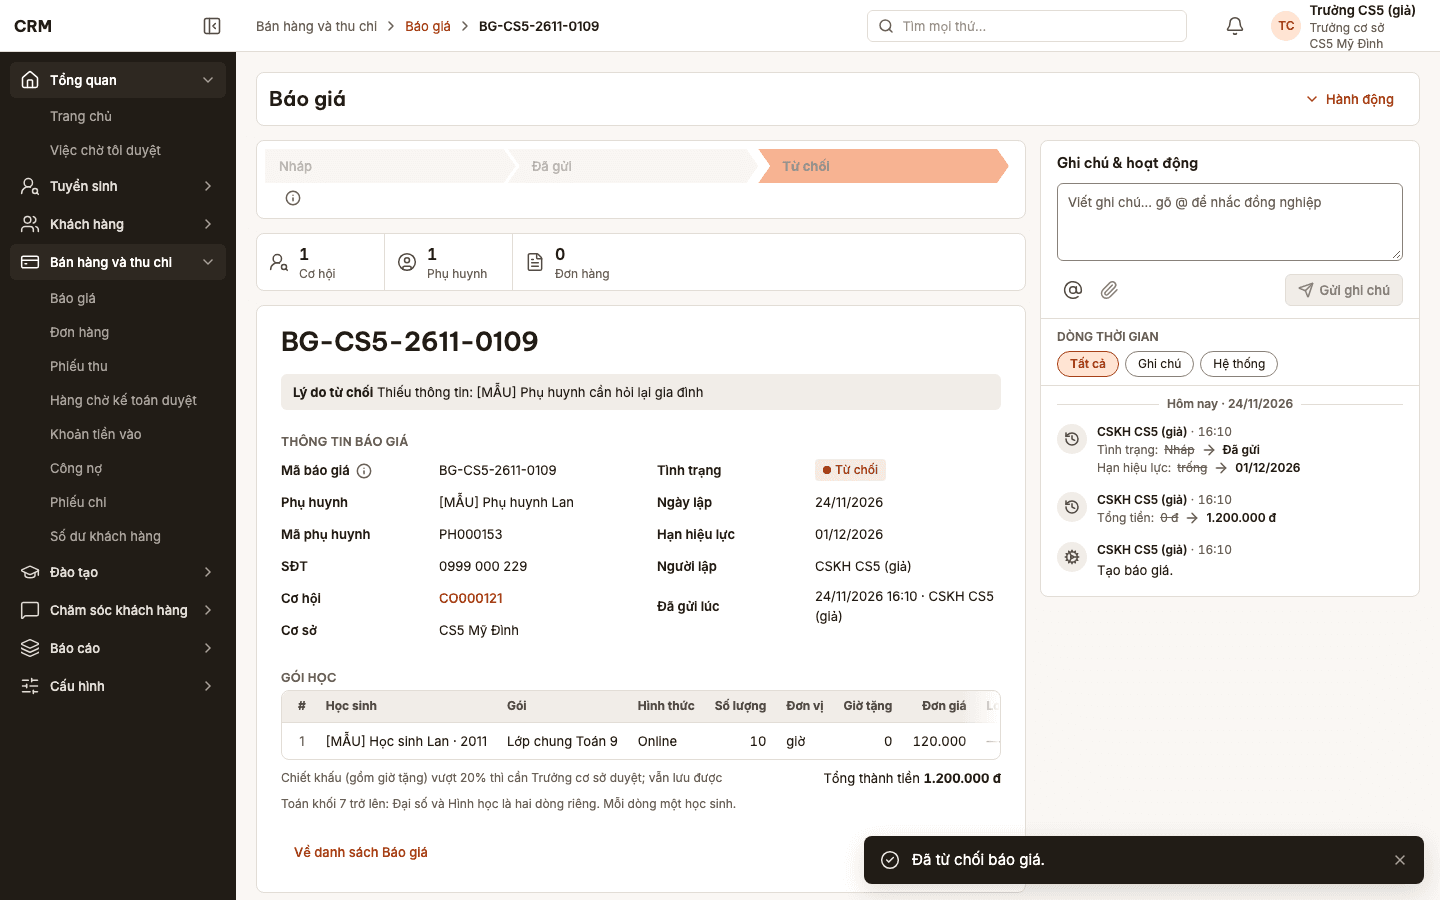 CRM
Bán hàng và thu chi > Báo giá > BG-CS5-2611-0109
Tìm mọi thứ...
TC
Trưởng CS5 (giả)
Trưởng cơ sở
CS5 Mỹ Đình
Tổng quan
Trang chủ
Việc chờ tôi duyệt
Tuyển sinh
Khách hàng
Bán hàng và thu chi
Báo giá
Đơn hàng
Phiếu thu
Hàng chờ kế toán duyệt
Khoản tiền vào
Công nợ
Phiếu chi
Số dư khách hàng
Đào tạo
Chăm sóc khách hàng
Báo cáo
Cấu hình
Báo giá
Hành động
Nháp
Đã gửi
Từ chối
1
Cơ hội
1
Phụ huynh
0
Đơn hàng
BG-CS5-2611-0109
Lý do từ chối Thiếu thông tin: [MẪU] Phụ huynh cần hỏi lại gia đình
THÔNG TIN BÁO GIÁ
Mã báo giá BG-CS5-2611-0109
Phụ huynh [MẪU] Phụ huynh Lan
Mã phụ huynh PH000153
SĐT 0999 000 229
Cơ hội CO000121
Cơ sở CS5 Mỹ Đình
Tình trạng Từ chối
Ngày lập 24/11/2026
Hạn hiệu lực 01/12/2026
Người lập CSKH CS5 (giả)
Đã gửi lúc 24/11/2026 16:10 · CSKH CS5
(giả)
GÓI HỌC
# Học sinh Gói Hình thức Số lượng Đơn vị Giờ tặng Đơn giá
1 [MẪU] Học sinh Lan · 2011 Lớp chung Toán 9 Online 10 giờ 0 120.000
Chiết khấu (gồm giờ tặng) vượt 20% thì cần Trưởng cơ sở duyệt; vẫn lưu được
Tổng thành tiền 1.200.000 đ
Toán khối 7 trở lên: Đại số và Hình học là hai dòng riêng. Mỗi dòng một học sinh.
Về danh sách Báo giá
Ghi chú & hoạt động
Viết ghi chú... gõ @ để nhắc đồng nghiệp
Gửi ghi chú
DÒNG THỜI GIAN
Tất cả
Ghi chú
Hệ thống
Hôm nay · 24/11/2026
CSKH CS5 (giả) · 16:10
Tình trạng: Nháp → Đã gửi
Hạn hiệu lực: trống → 01/12/2026
CSKH CS5 (giả) · 16:10
Tổng tiền: 0 đ → 1.200.000 đ
CSKH CS5 (giả) · 16:10
Tạo báo giá.
Đã từ chối báo giá.